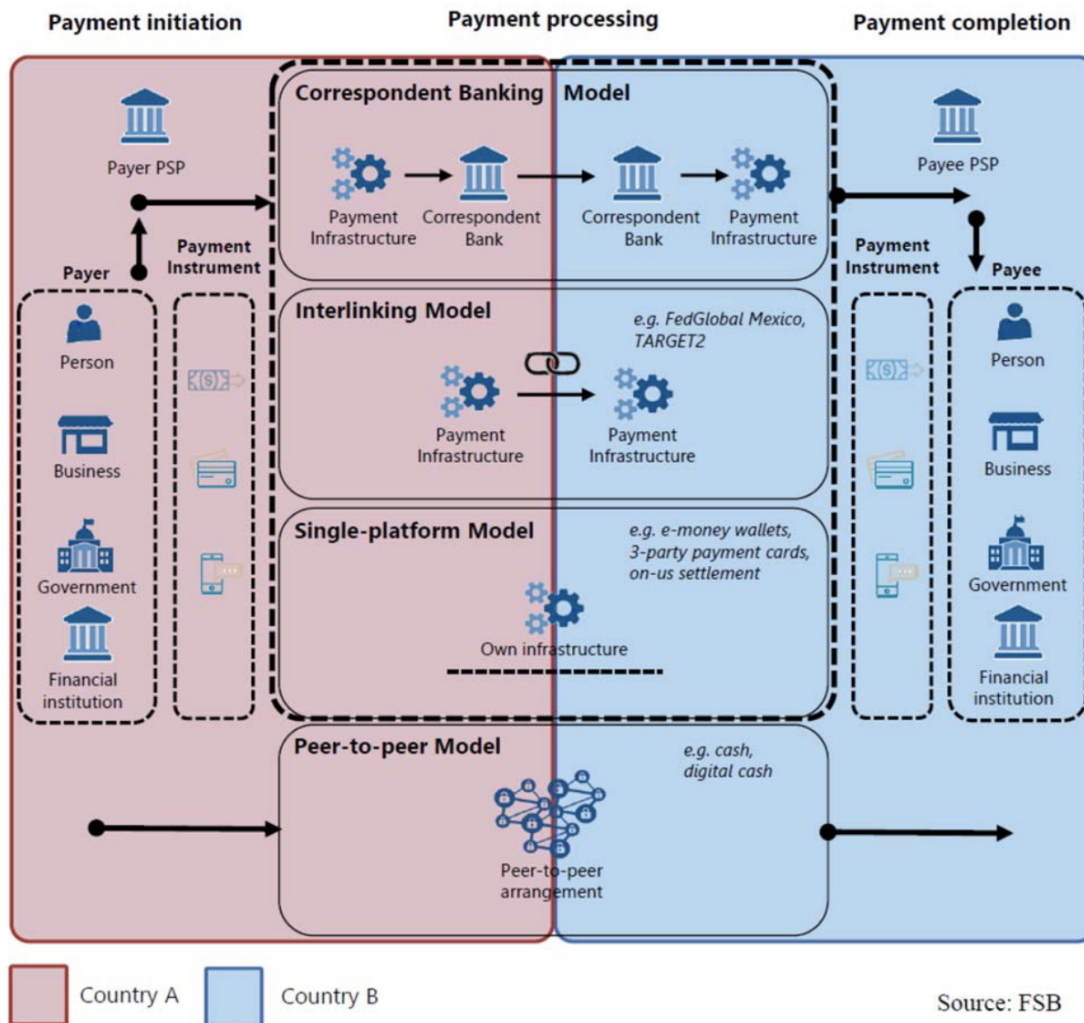 Payment initiation
Payment processing
Payment completion
Correspondent Banking Model
Payer PSP
Payee PSP
Payment
Infrastructure
Correspondent
Bank
Correspondent
Bank
Payment
Infrastructure
Payer
Payment
Instrument
Payment
Instrument
Payee
Person
Business
Government
Financial
institution
Interlinking Model
e.g. FedGlobal Mexico,
TARGET2
Payment
Infrastructure
Payment
Infrastructure
Single-platform Model
e.g. e-money wallets,
3-party payment cards,
on-us settlement
Own infrastructure
Person
Business
Government
Financial
institution
Peer-to-peer Model
e.g. cash,
digital cash
Peer-to-peer
arrangement
Country A
Country B
Source: FSB